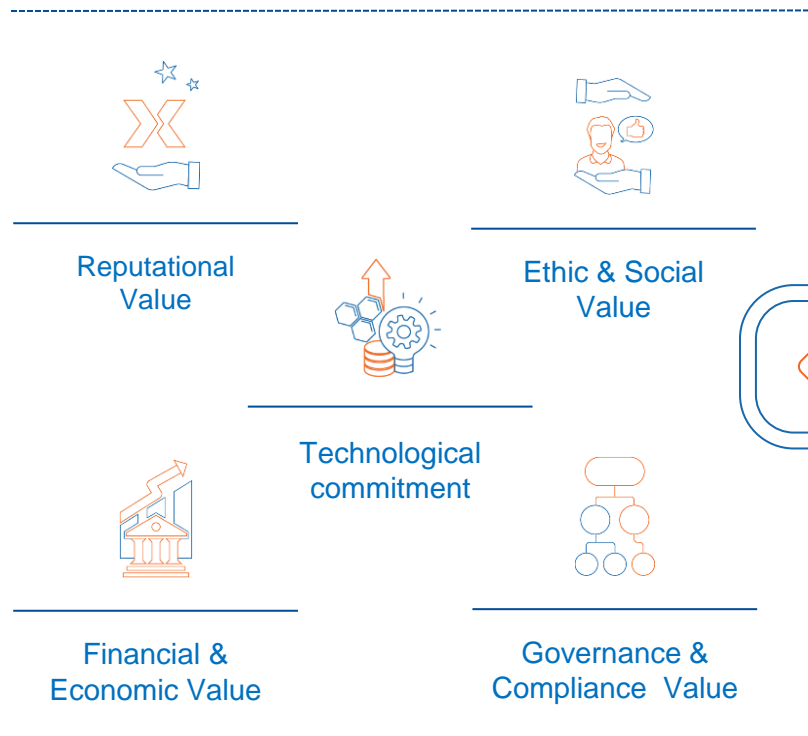 Reputational
Value
Ethic & Social
Value
Technological
commitment
Financial &
Economic Value
Governance &
Compliance  Value